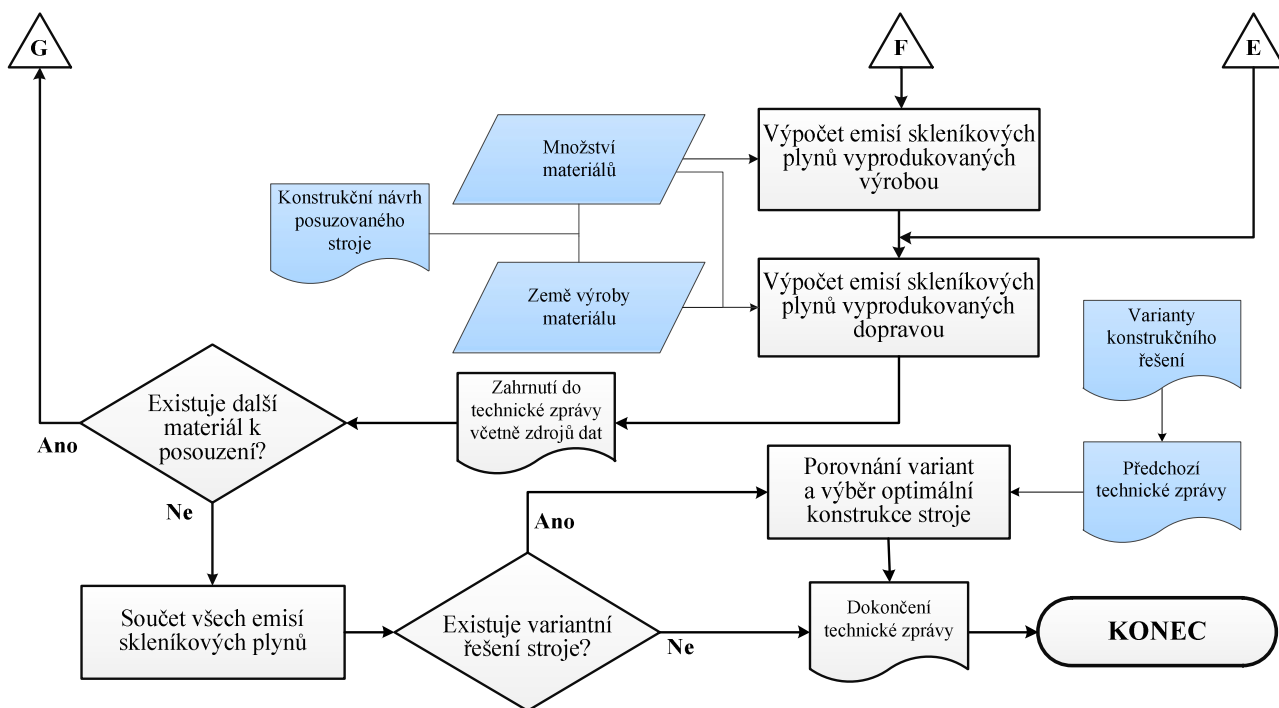 G
F
E
Výpočet emisí skleníkových
plynů vyprodukovaných
výrobou
Množství
materiálů
Konstrukční návrh
posuzovaného
stroje
Země výroby
materiálu
Výpočet emisí skleníkových
plynů vyprodukovaných
dopravou
Varianty
konstrukčního
řešení
Zahrnutí do
technické zprávy
včetně zdrojů dat
Existuje další
materiál k
posouzení?
Ano
Ne
Porovnání variant
a výběr optimální
konstrukce stroje
Předchozí
technické zprávy
Ano
Součet všech emisí
skleníkových plynů
Existuje variantní
řešení stroje?
Ne
Dokončení
technické zprávy
KONEC